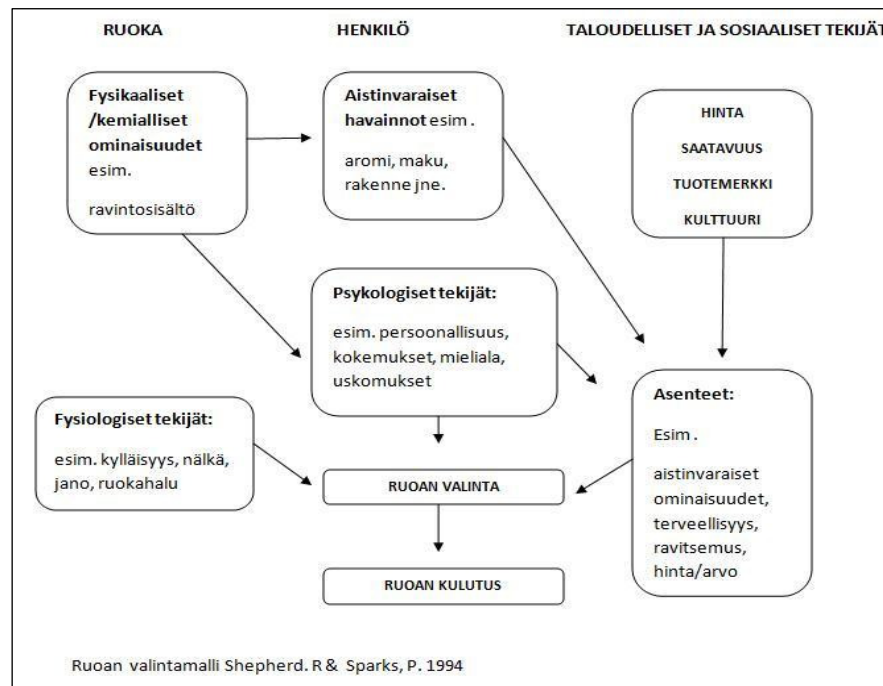 RUOKA
HENKILÖ
TALOUDELLISET JA SOSIAALISET TEKIJÄT
Fysikaaliset
/kemialliset
ominaisuudet
esim.
ravintosisältö
Aistinvaraiset
havainnot esim .
aromi, maku,
rakenne jne.
HINTA
SAATAVUUS
TUOTEMERKKI
KULTTUURI
Psykologiset tekijät:
esim. persoonallisuus,
kokemukset, mieliala,
uskomukset
Fysiologiset tekijät:
esim. kylläisyys, nälkä,
jano, ruokahalu
Asenteet:
Esim .
aistinvaraiset
ominaisuudet,
terveellisyys,
ravitsemus,
hinta/arvo
RUOAN VALINTA
RUOAN KULUTUS
Ruoan valintamalli Shepherd. R & Sparks, P. 1994